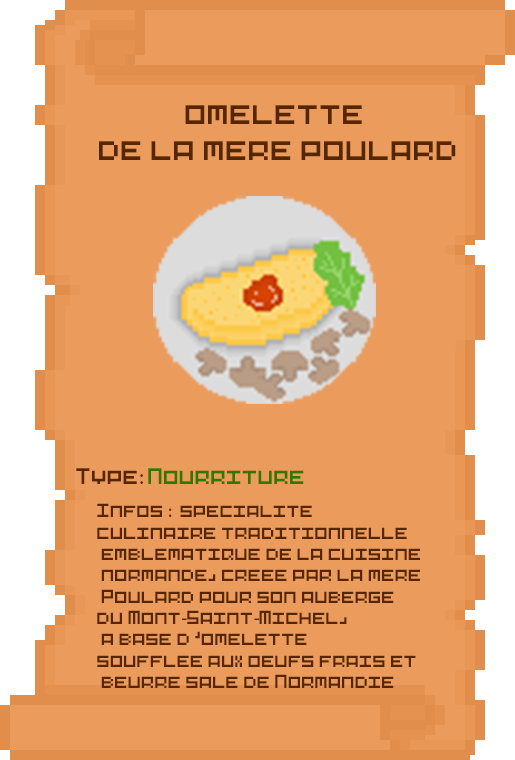 OMELETTE
DE LA MERE POULARD
TYPE: NOURRITURE
INFOS : SPECIALITE
CULINAIRE TRADITIONNELLE
EMBLEMATIQUE DE LA CUISINE
NORMANDE, CREEE PAR LA MERE
POULARD POUR SON AUBERGE
DU MONT-SAINT-MICHEL,
A BASE D 'OMELETTE
SOUFFLEE AUX OEUFS FRAIS ET
BEURRE SALE DE NORMANDIE